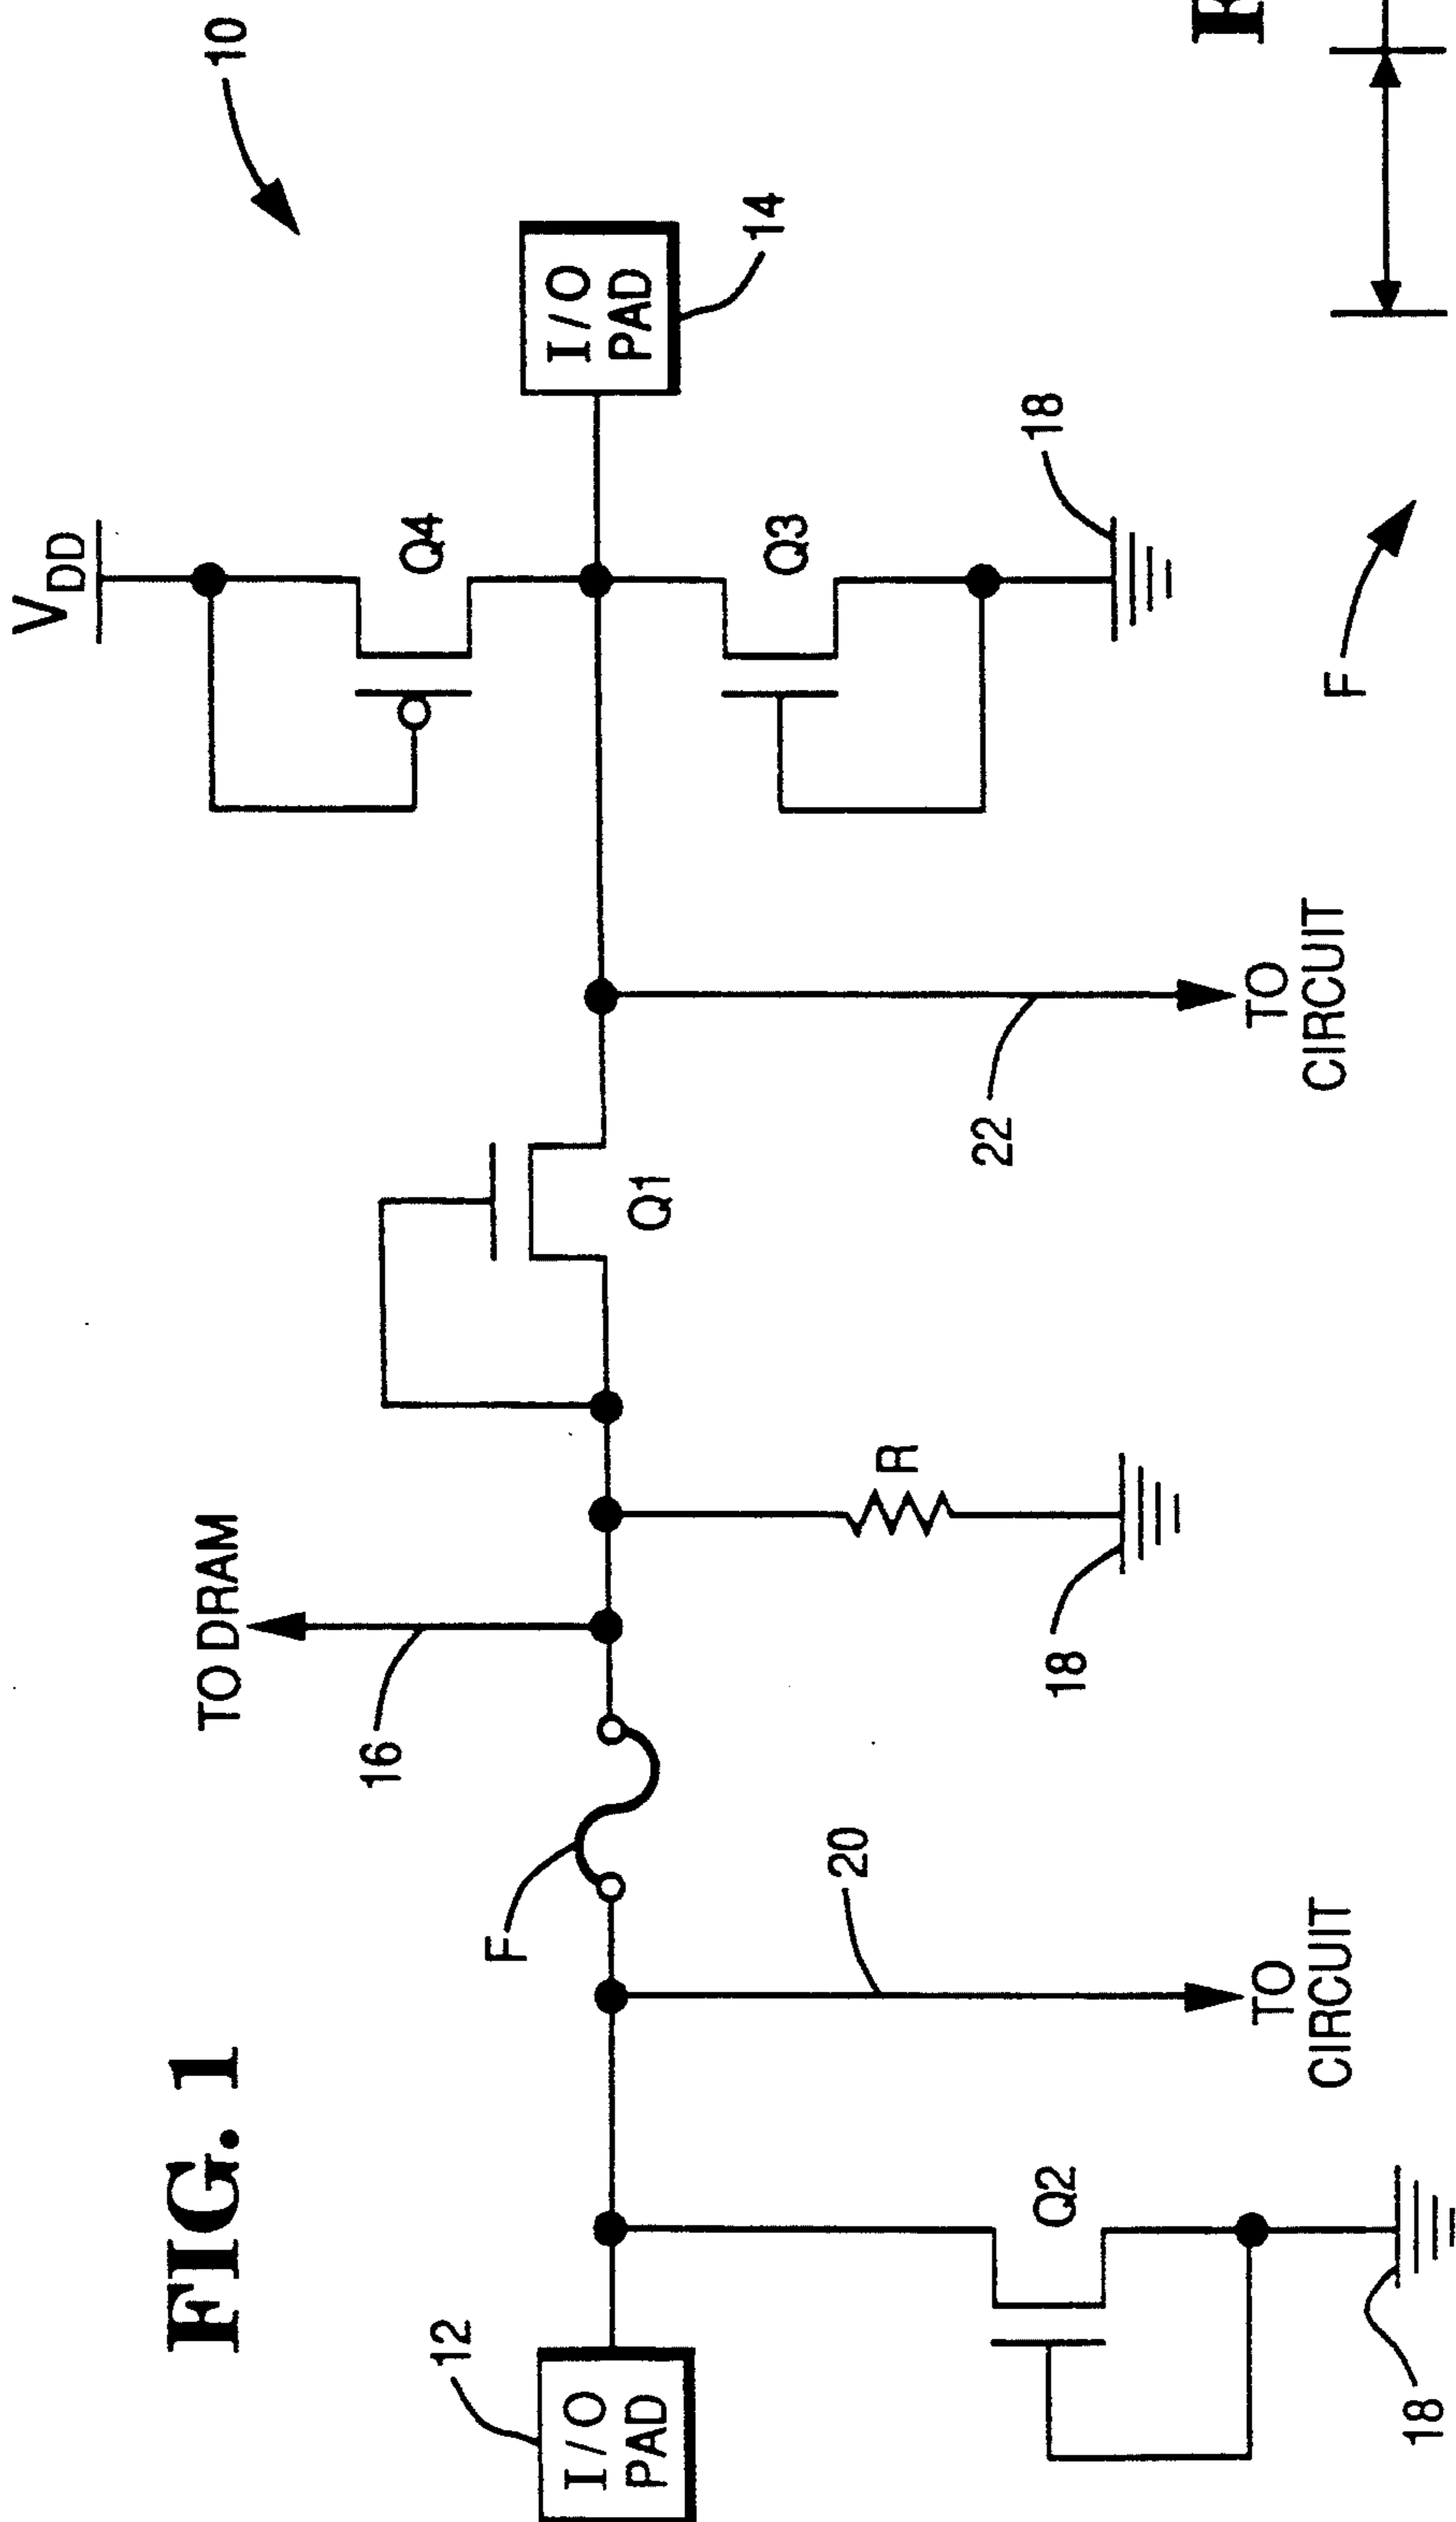 FIG. 1
10
V DD
Q4
I/O
PAD
14
Q3
18
TO DRAM
16
Q1
R
18
22
TO
CIRCUIT
F
20
TO
CIRCUIT
12
I/O
PAD
Q2
18
F
R